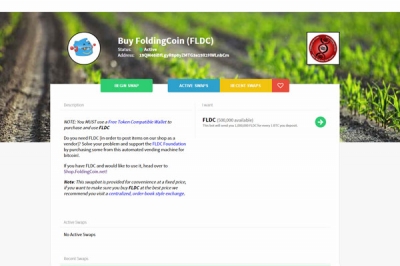 Buy FoldingCoin (FLDC)
Status: Active
Address:
BEGIN SWAP
ACTIVE SWAPS
RECENT SWAPS
Description
I want
NOTE: You MUST use a Free Token Compatible Wallet to
purchase and use FLDC
FLDC (500,000 available)
Do you need FLDC (in order to post items on our shop as a
vendor)? Solve your problem and support the FLDC Foundation
by purchasing some from this automated vending machine for
bitcoin!
If you have FLDC and would like to use it, head over to
Shop.FoldingCoin.net!
Note: This swapbot is provided for convenience at a fixed price,
if you want to make sure you buy FLDC at the best price we
recommend you visit a centralized, order-book style exchange.
Active Swaps
No Active Swaps
Recent Swaps